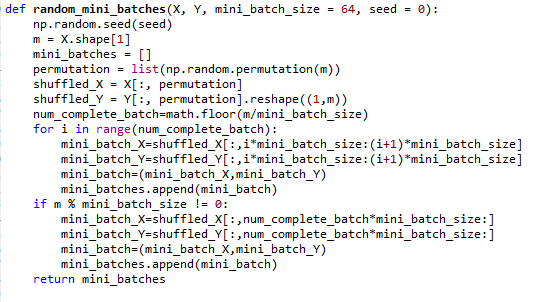 def random_mini_batches(X, Y, mini_batch_size = 64, seed = 0):
    np.random.seed(seed)
    m = X.shape[1]
    mini_batches = []
    permutation = list(np.random.permutation(m))
    shuffled_X = X[:, permutation]
    shuffled_Y = Y[:, permutation].reshape((1,m))
    num_complete_batch=math.floor(m/mini_batch_size)
    for i in range(num_complete_batch):
        mini_batch_X=shuffled_X[:,i*mini_batch_size:(i+1)*mini_batch_size]
        mini_batch_Y=shuffled_Y[:,i*mini_batch_size:(i+1)*mini_batch_size]
        mini_batch=(mini_batch_X,mini_batch_Y)
        mini_batches.append(mini_batch)
    if m % mini_batch_size != 0:
        mini_batch_X=shuffled_X[:,num_complete_batch*mini_batch_size:]
        mini_batch_Y=shuffled_Y[:,num_complete_batch*mini_batch_size:]
        mini_batch=(mini_batch_X,mini_batch_Y)
        mini_batches.append(mini_batch)
    return mini_batches